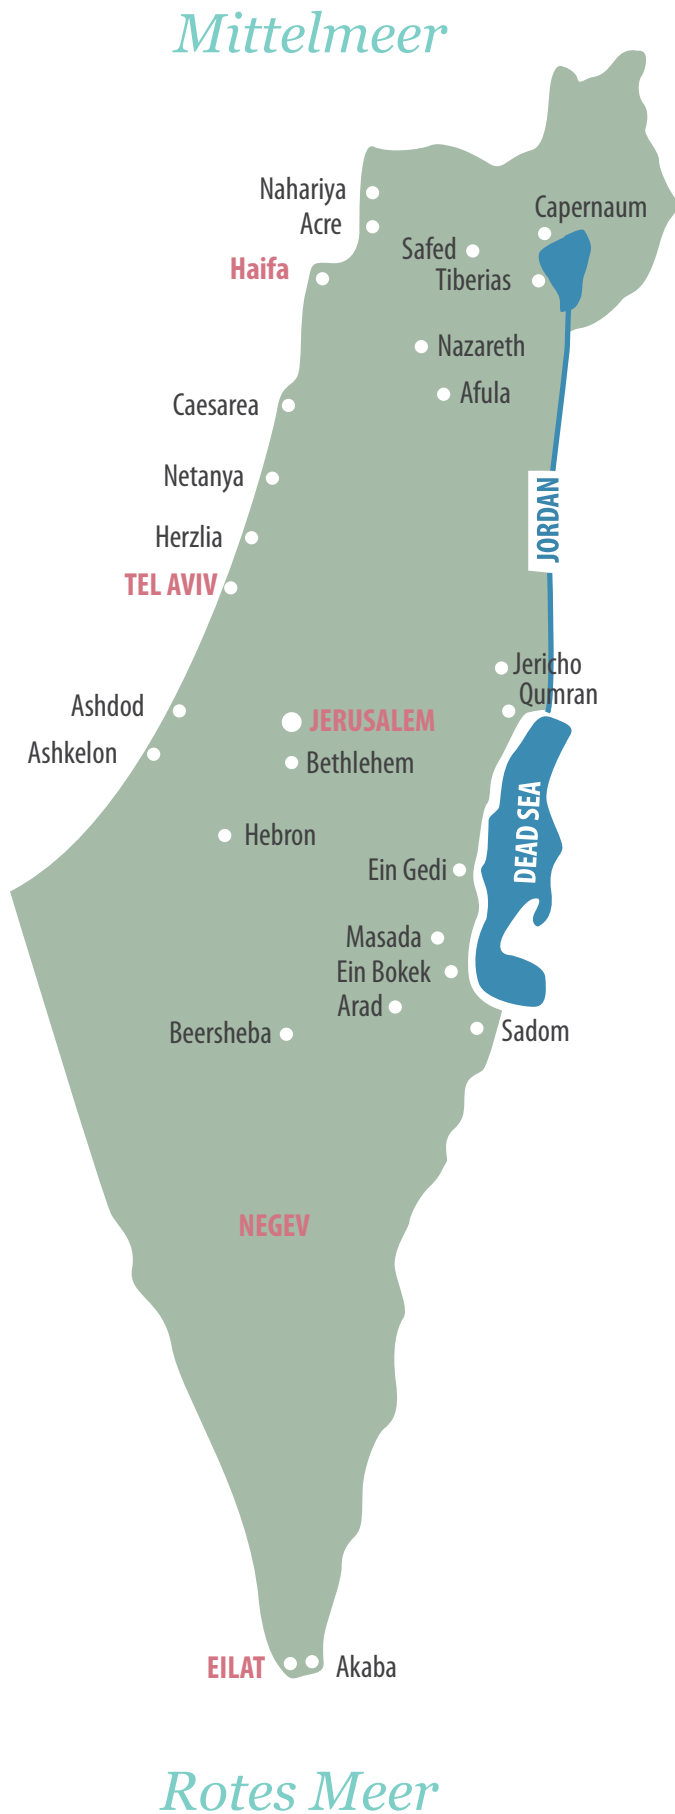 Mittelmeer
Nahariya
Capernaum
Acre
Safed
Haifa
Tiberias
Nazareth
Afula
Caesarea
Netanya
JORDAN
Herzlia
TEL AVIV
Jericho
Qumran
Ashdod
JERUSALEM
Ashkelon
Bethlehem
DEAD SEA
Hebron
Ein Gedi
Masada
Ein Bokek
Arad
Beersheba
Sadom
NEGEV
EILAT
Akaba
Rotes Meer